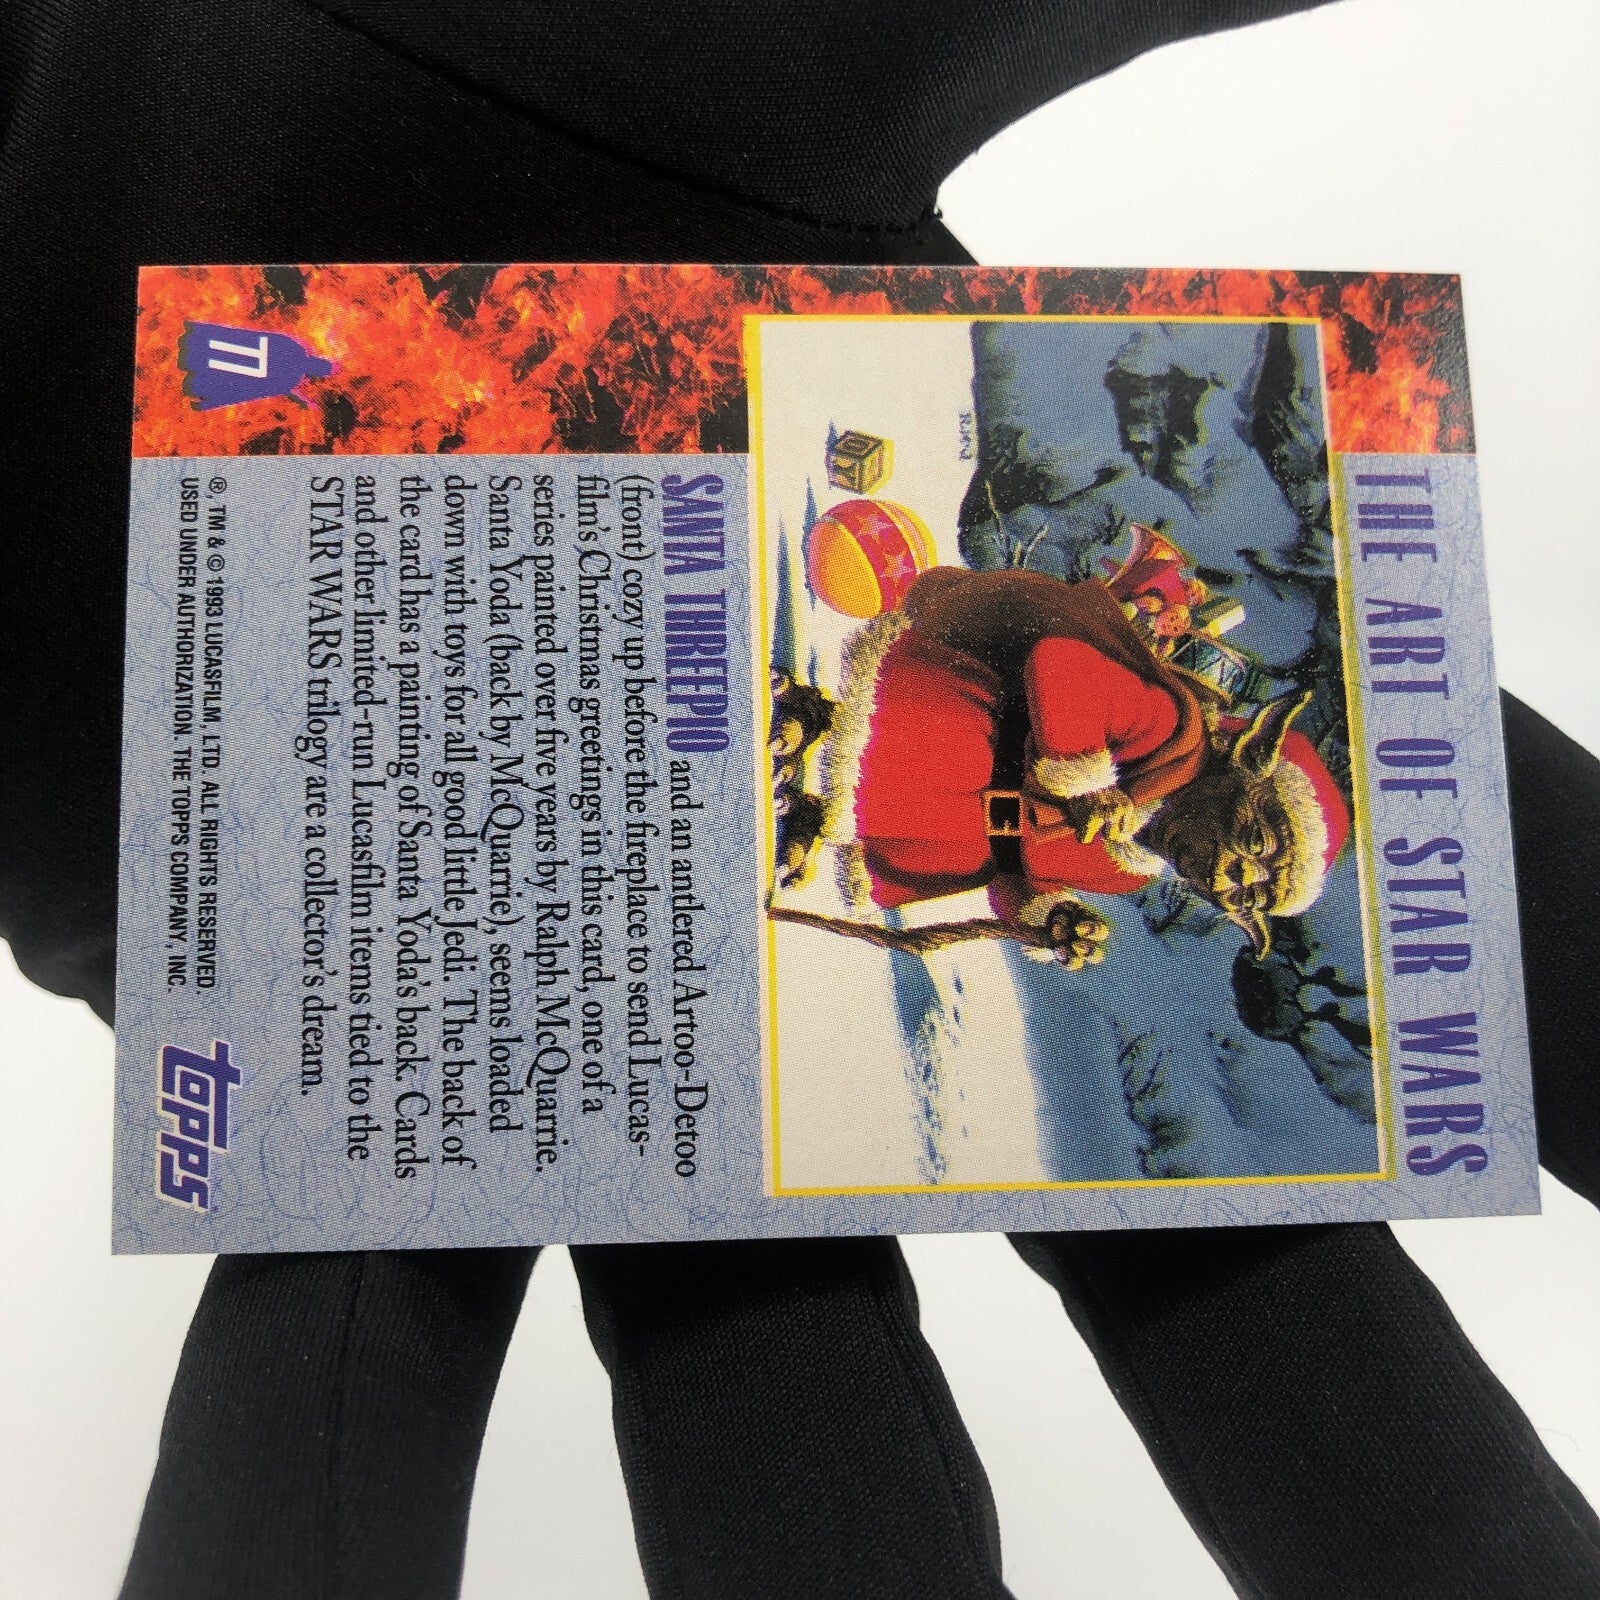 THE ART OF STAR WARS
SANTA THREEPIO and an antlered Artoo-Detoo
(front) cozy up before the fireplace to send Lucas-
film's Christmas greetings in this card, one of a
series painted over five years by Ralph McQuarrie.
Santa Yoda (back by McQuarrie), seems loaded
down with toys for all good little Jedi. The back of
the card has a painting of Santa Yoda's back. Cards
and other limited-run Lucasfilm items tied to the
STAR WARS trilogy are a collector's dream.
77
®, TM & © 1993 LUCASFILM, LTD. ALL RIGHTS RESERVED.
USED UNDER AUTHORIZATION. THE TOPPS COMPANY, INC.
topps